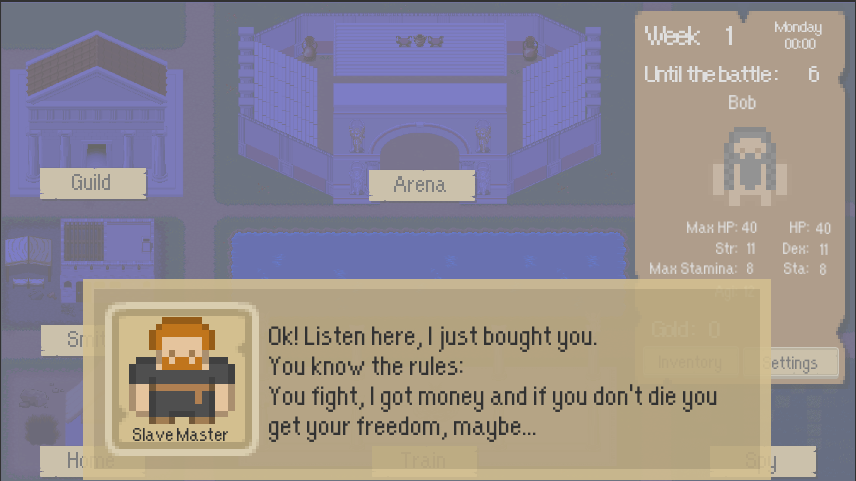 Week 1
Monday
00:00
Until the battle: 6
Bob
Guild
Arena
Max HP: 40 HP: 40
Str: 11 Dex: 11
Max Stamina: 8 Sta: 8
Gold: 0
Inventory
Settings
Ok! Listen here, I just bought you.
You know the rules:
You fight, I got money and if you don't die you
get your freedom, maybe...
Slave Master
Home
Train
Spy